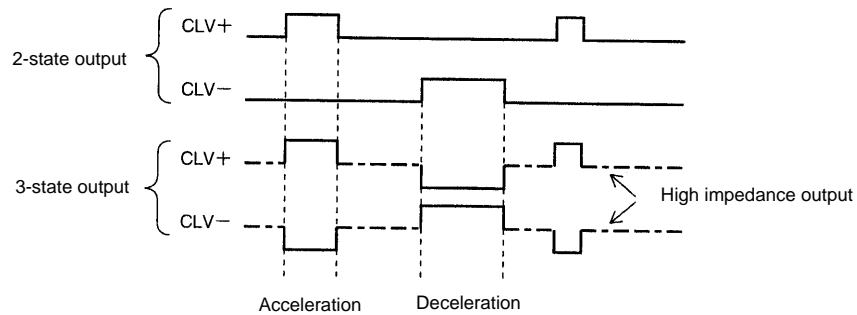 CLV+
2-state output
CLV−
CLV+
3-state output
High impedance output
CLV−
Acceleration
Deceleration